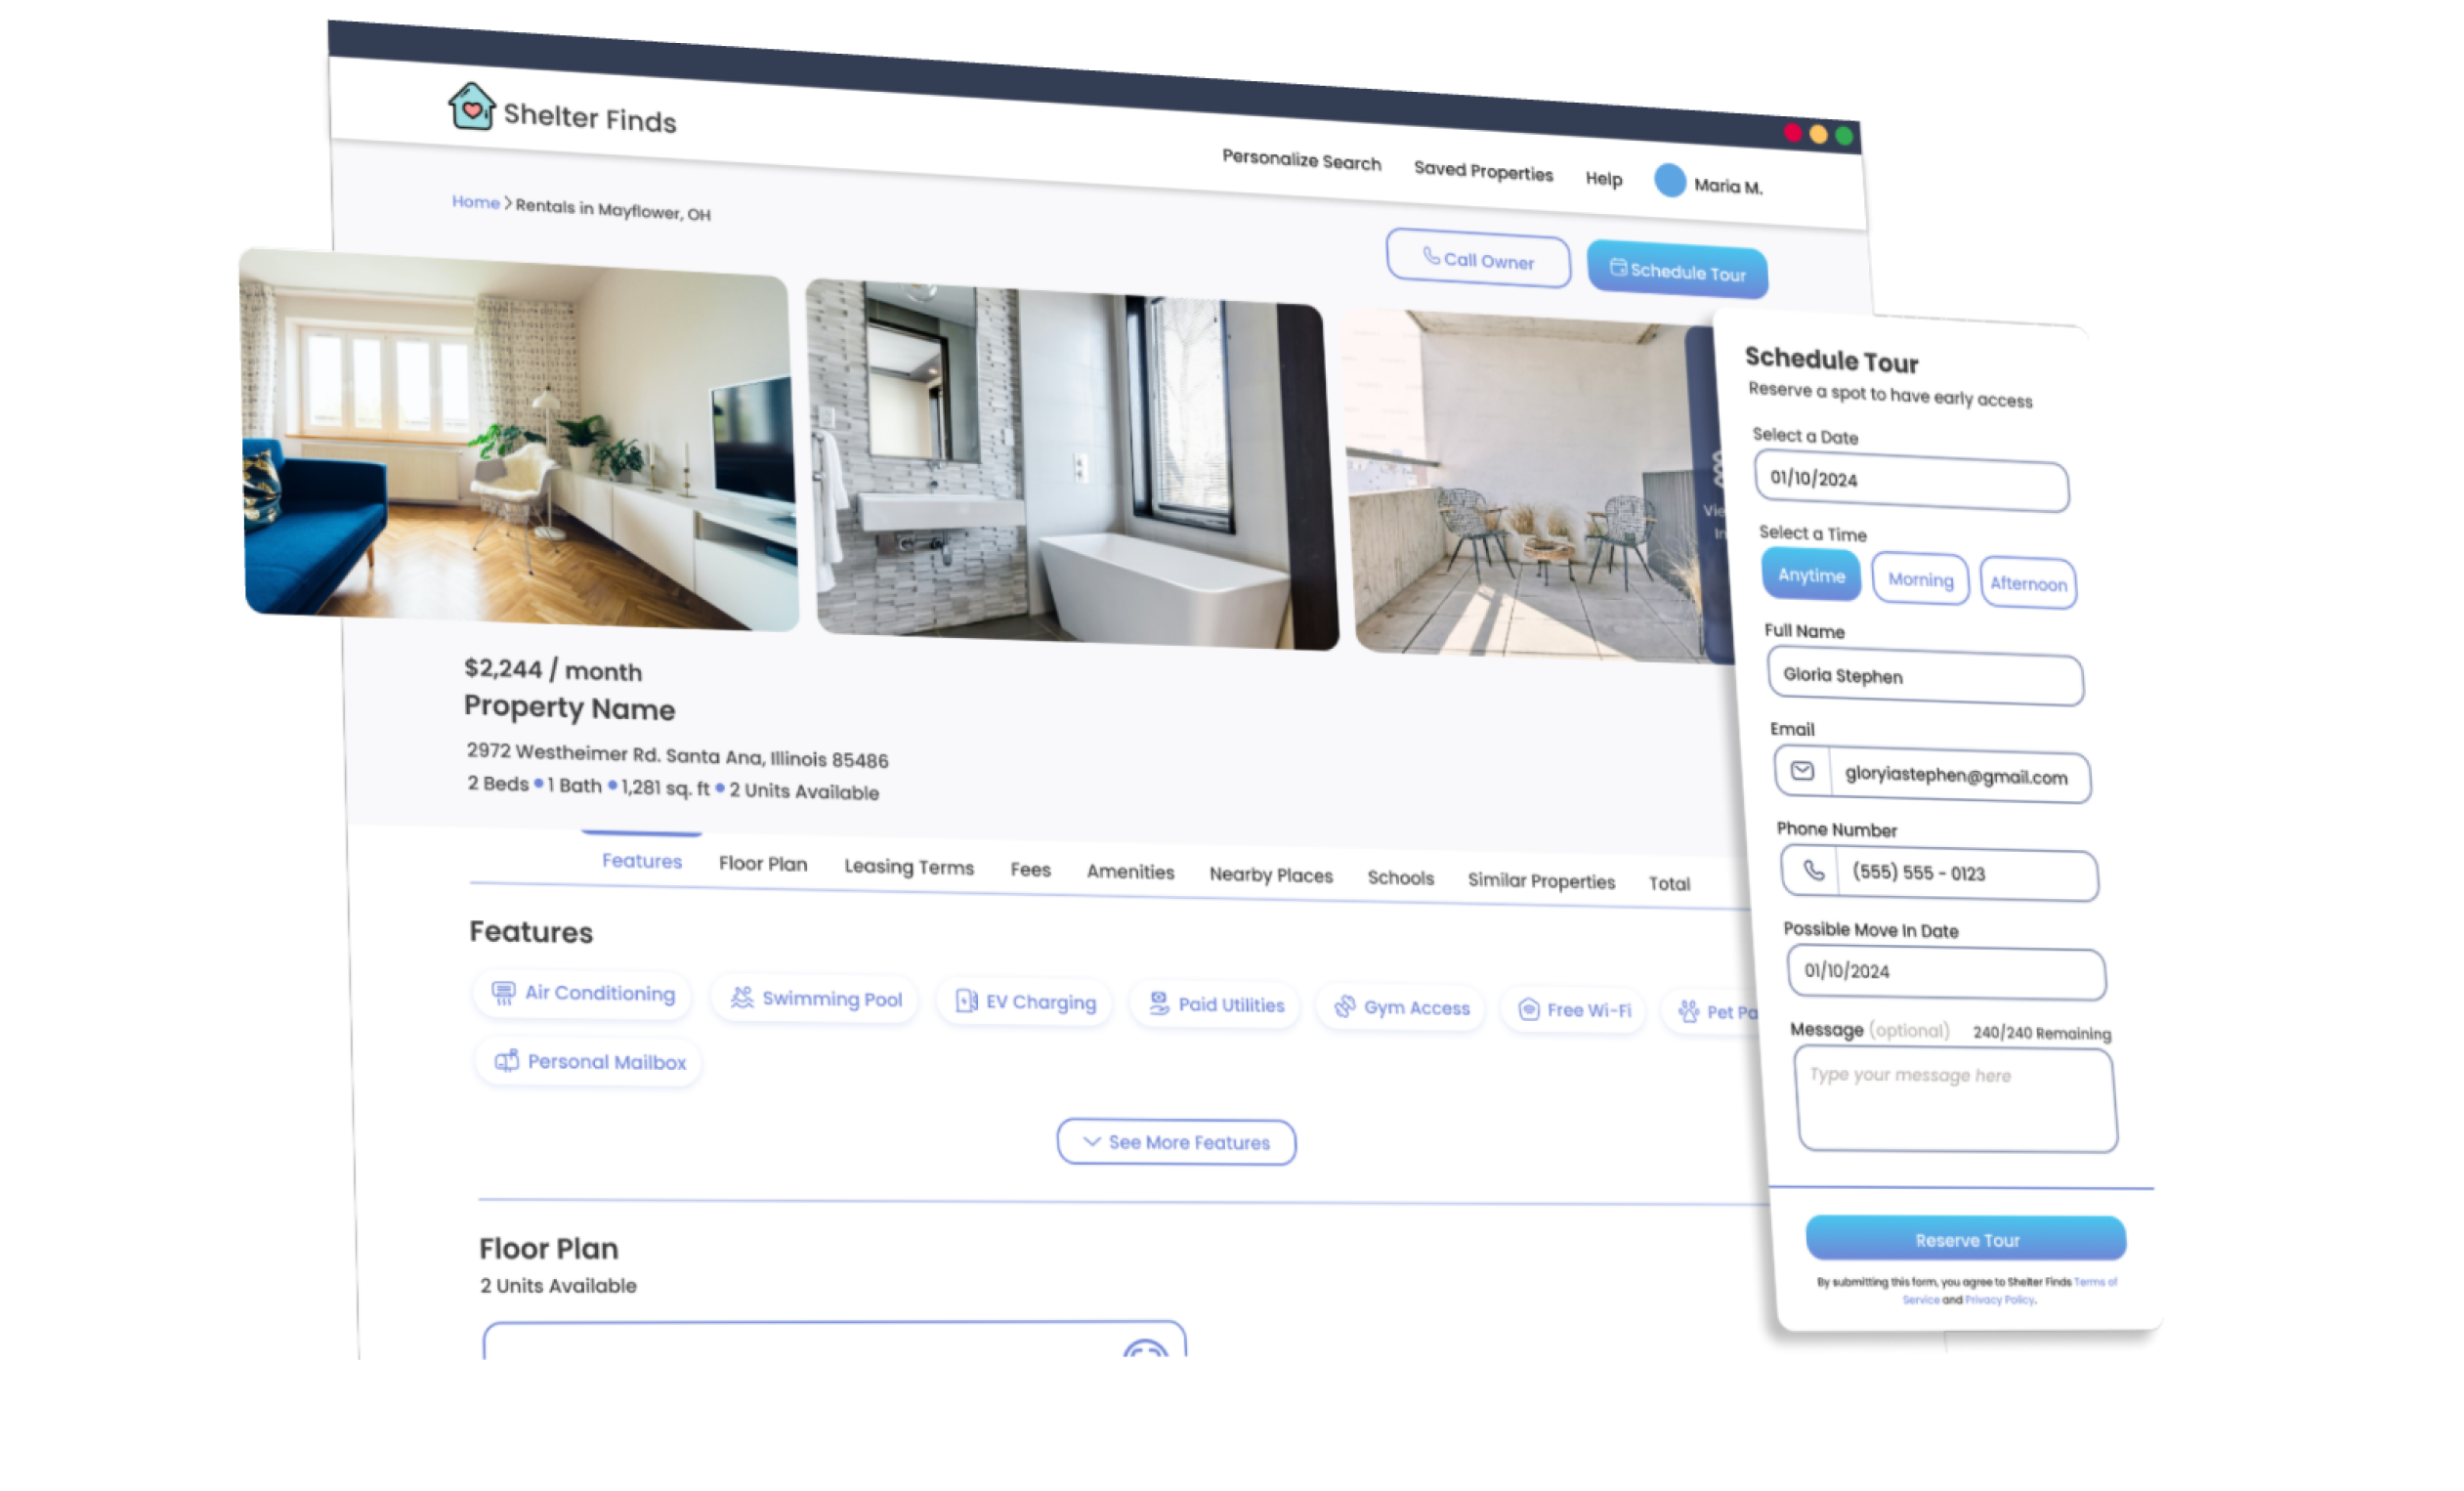 Shelter Finds
Personalize Search
Saved Properties
Help
Maria M.
Home > Rentals in Mayflower, OH
Call Owner
Schedule Tour
$2,244 / month
Property Name
2972 Westheimer Rd. Santa Ana, Illinois 85486
2 Beds • 1 Bath • 1,281 sq. ft • 2 Units Available
Features
Floor Plan
Leasing Terms
Fees
Amenities
Nearby Places
Schools
Similar Properties
Total
Features
Air Conditioning
Swimming Pool
EV Charging
Paid Utilities
Gym Access
Free Wi-Fi
Pet
Personal Mailbox
See More Features
Floor Plan
2 Units Available
Schedule Tour
Reserve a spot to have early access
Select a Date
01/10/2024
Select a Time
Anytime
Morning
Afternoon
Full Name
Gloria Stephen
Email
gloryiastephen@gmail.com
Phone Number
(555) 555 - 0123
Possible Move In Date
01/10/2024
Message (optional)
240/240 Remaining
Type your message here
Reserve Tour
By submitting this form, you agree to Shelter Finds Terms of
Service and Privacy Policy.